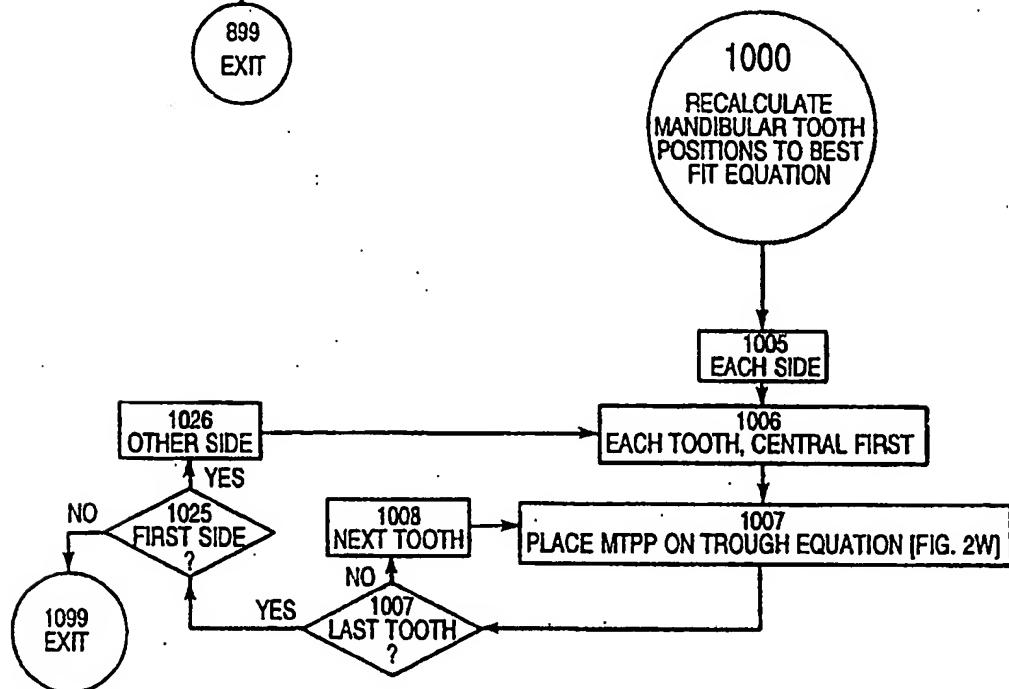 899
EXIT
1000
RECALCULATE
MANDIBULAR TOOTH
POSITIONS TO BEST
FIT EQUATION
1005
EACH SIDE
1026
OTHER SIDE
1006
EACH TOOTH, CENTRAL FIRST
YES
NO
1025
FIRST SIDE
?
1008
NEXT TOOTH
1007
PLACE MTPP ON TROUGH EQUATION [FIG. 2W]
NO
YES
1007
LAST TOOTH
?
1099
EXIT